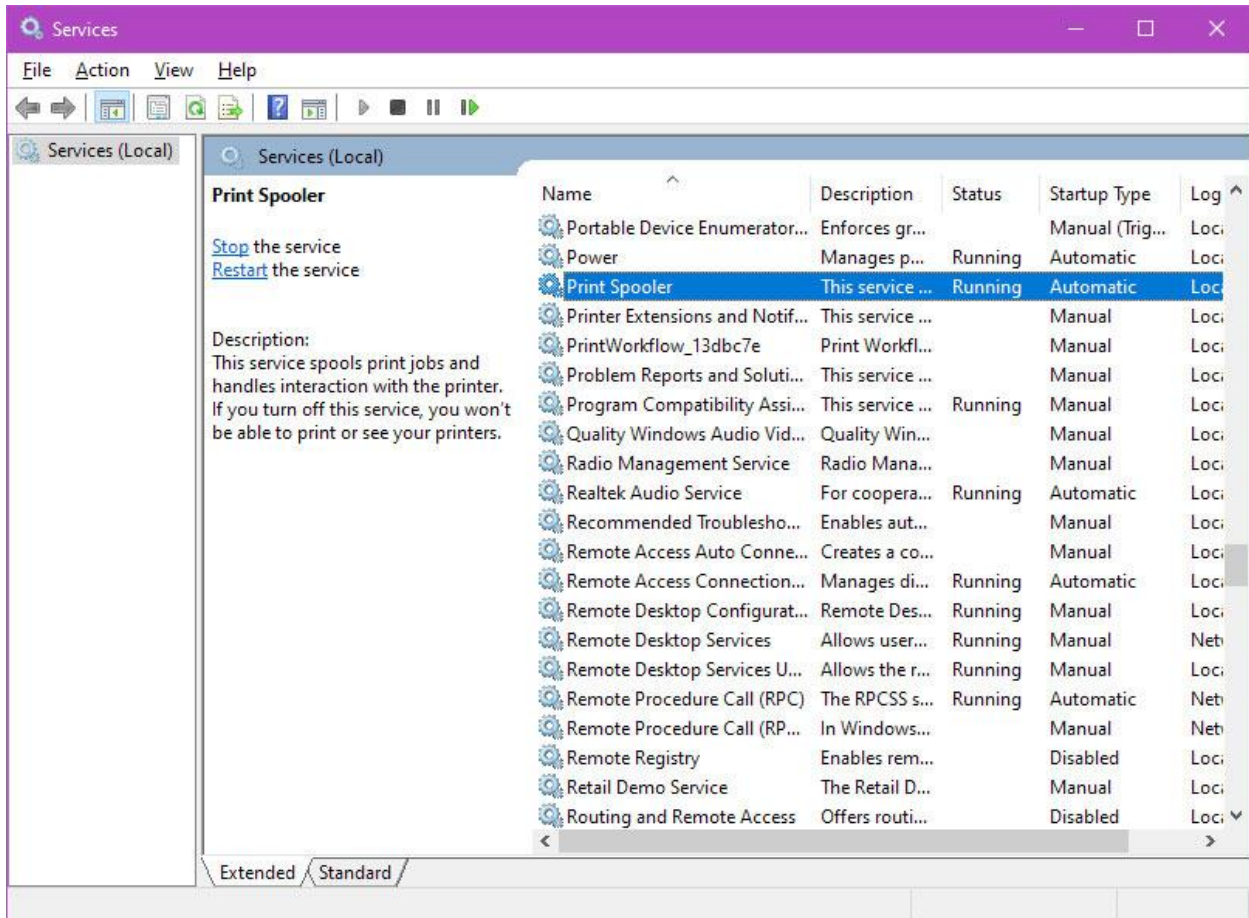 Services
File Action View Help
Services (Local)
Services (Local)
Print Spooler
Stop the service
Restart the service
Description:
This service spools print jobs and
handles interaction with the printer.
If you turn off this service, you won't
be able to print or see your printers.
Name Description Status Startup Type Log
Portable Device Enumerator... Enforces gr... Manual (Trig... Loca
Power Manages p... Running Automatic Loca
Print Spooler This service ... Running Automatic Loca
Printer Extensions and Notif... This service ... Manual Loca
PrintWorkflow_13dbc7e Print Workfl... Manual Loca
Problem Reports and Soluti... This service ... Manual Loca
Program Compatibility Assi... This service ... Running Manual Loca
Quality Windows Audio Vid... Quality Win... Manual Loca
Radio Management Service Radio Mana... Manual Loca
Realtek Audio Service For coopera... Running Automatic Loca
Recommended Troublesho... Enables aut... Manual Loca
Remote Access Auto Conne... Creates a co... Manual Loca
Remote Access Connection... Manages di... Running Automatic Loca
Remote Desktop Configurat... Remote Des... Running Manual Loca
Remote Desktop Services Allows user... Running Manual Netw
Remote Desktop Services U... Allows the r... Running Manual Loca
Remote Procedure Call (RPC) The RPCSS s... Running Automatic Netw
Remote Procedure Call (RP... In Windows... Manual Netw
Remote Registry Enables rem... Disabled Loca
Retail Demo Service The Retail D... Manual Loca
Routing and Remote Access Offers routi... Disabled Loca
Extended Standard